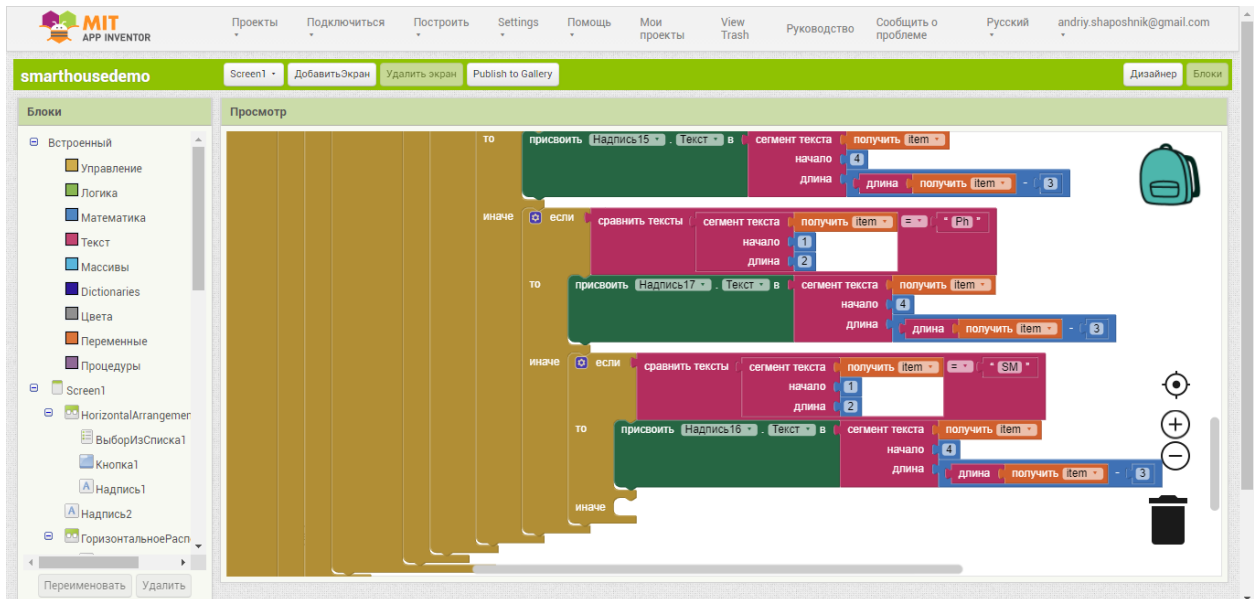 MIT
APP INVENTOR
Проекты
Подключиться
Построить
Settings
Помощь
Мои
проекты
View
Trash
Руководство
Сообщить о
проблеме
Русский
andriy.shaposhnik@gmail.com
smarthousedemo
Screen1
ДобавитьЭкран
Удалить экран
Publish to Gallery
Дизайнер
Блоки
Блоки
Встроенный
Управление
Логика
Математика
Текст
Массивы
Dictionaries
Цвета
Переменные
Процедуры
Screen1
HorizontalArrangemen
ВыборИзСписка1
Кнопка1
Надпись1
Надпись2
ГоризонтальноеРасп
Переименовать
Удалить
Просмотр
то присвоить Надпись15 . Текст в сегмент текста получить item
начало 4
длина длина получить item - 3
иначе если сравнить тексты сегмент текста получить item = " Ph "
начало 1
длина 2
то присвоить Надпись17 . Текст в сегмент текста получить item
начало 4
длина длина получить item - 3
иначе если сравнить тексты сегмент текста получить item = " SM "
начало 1
длина 2
то присвоить Надпись16 . Текст в сегмент текста получить item
начало 4
длина длина получить item - 3
иначе